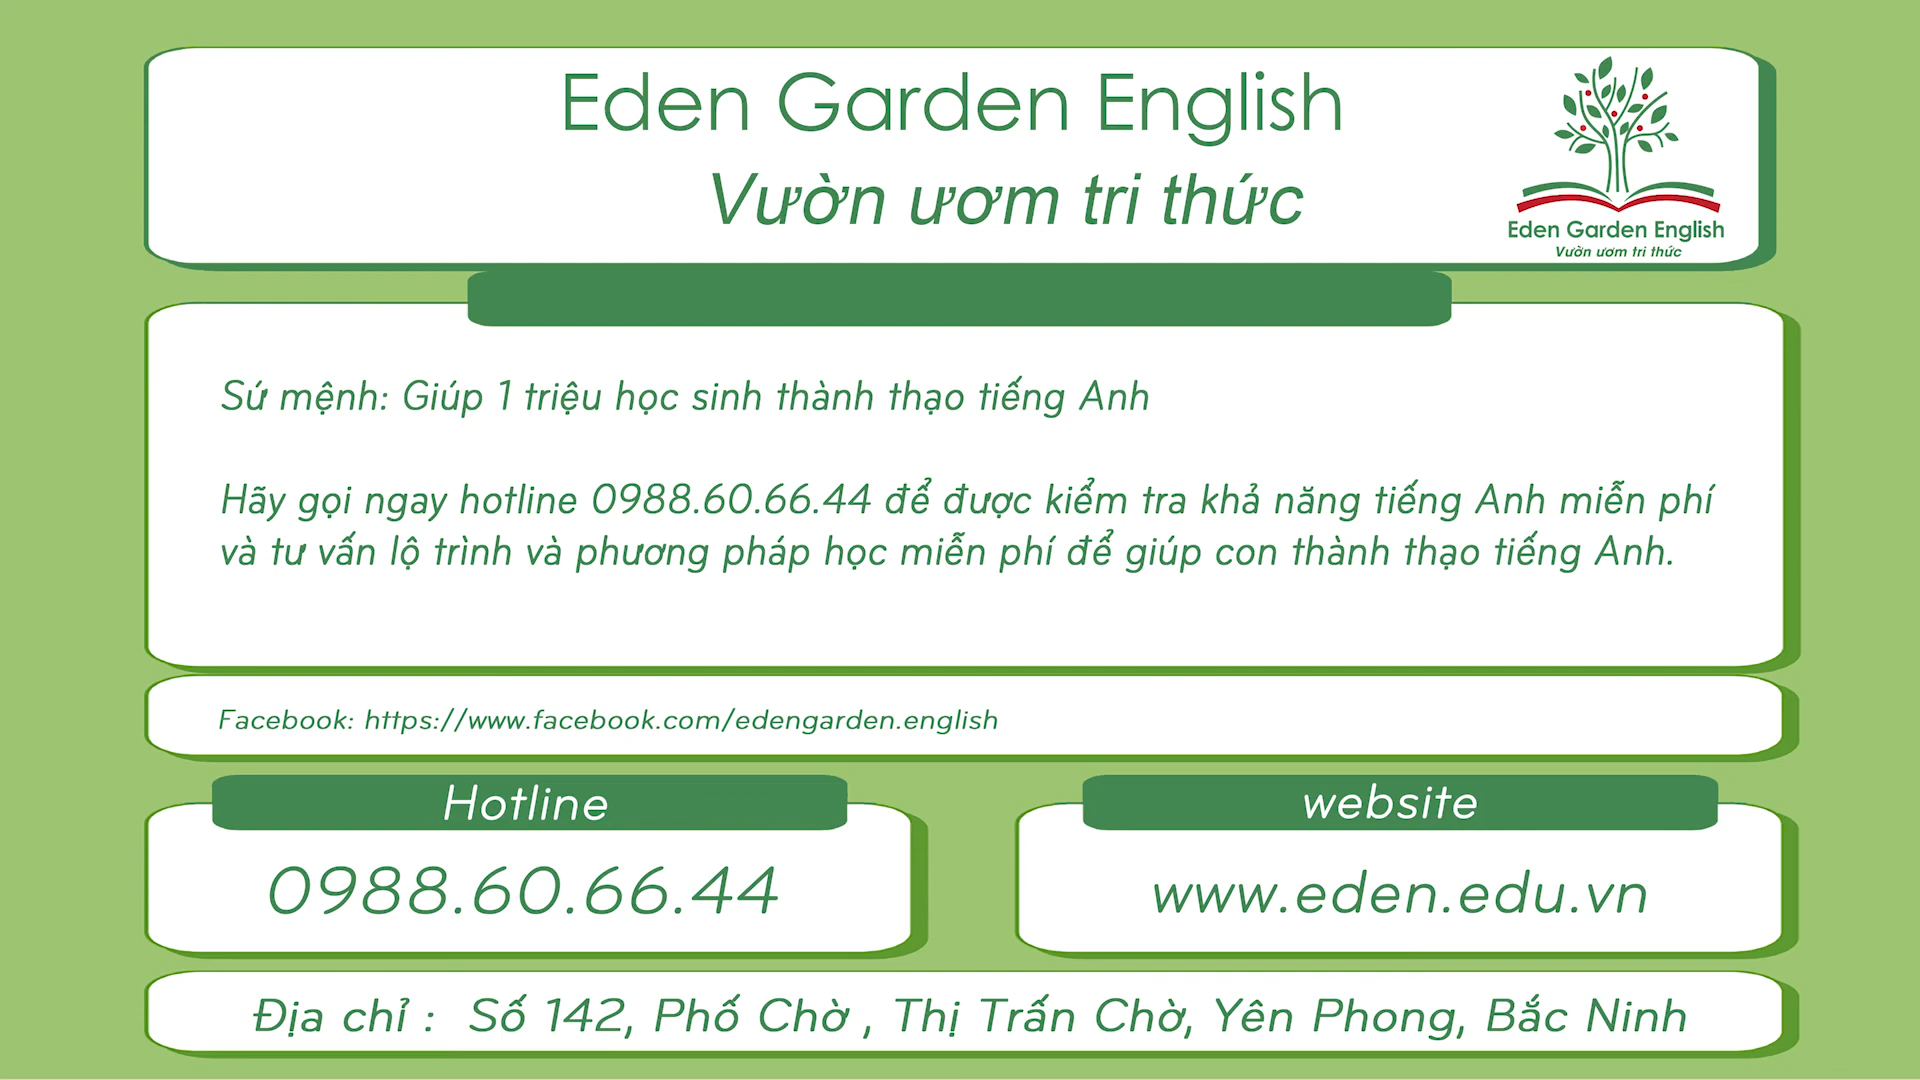 Eden Garden English
Vườn ươm tri thức
Eden Garden English
Vườn ươm tri thức
Sứ mệnh: Giúp 1 triệu học sinh thành thạo tiếng Anh
Hãy gọi ngay hotline 0988.60.66.44 để được kiểm tra khả năng tiếng Anh miễn phí
và tư vấn lộ trình và phương pháp học miễn phí để giúp con thành thạo tiếng Anh.
Facebook: https://www.facebook.com/edengarden.english
Hotline
0988.60.66.44
website
www.eden.edu.vn
Địa chỉ : Số 142, Phố Chờ , Thị Trấn Chờ, Yên Phong, Bắc Ninh